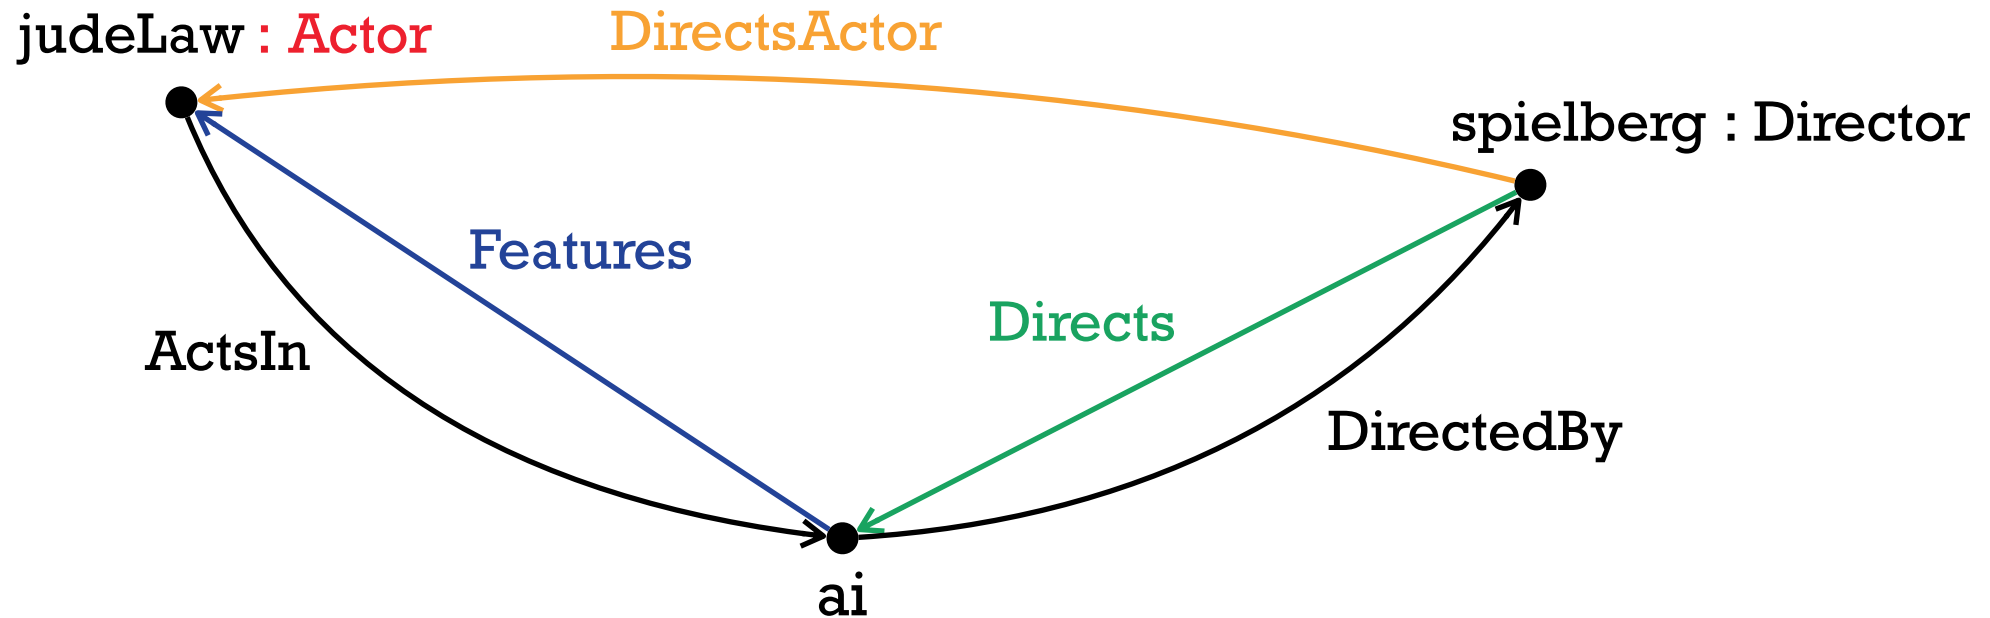 judeLaw : Actor
DirectsActor
spielberg : Director
Features
Directs
ActsIn
DirectedBy
ai